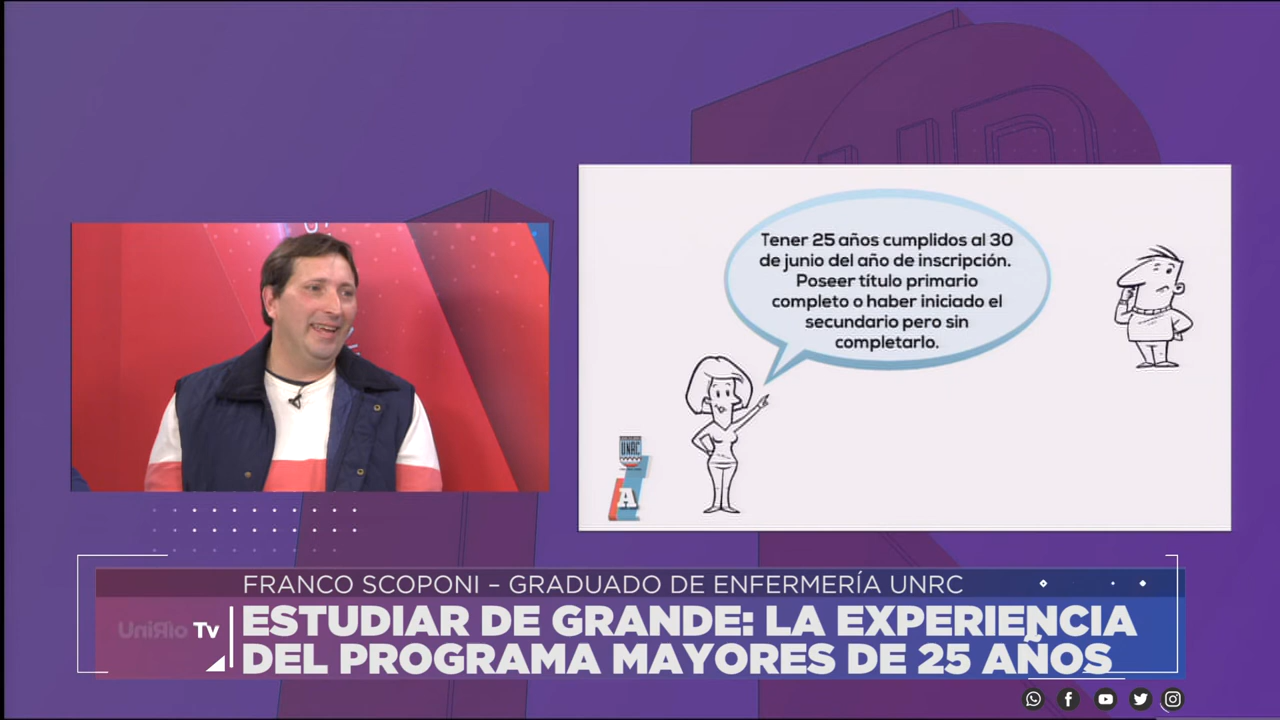 Tener 25 años cumplidos al 30
de junio del año de inscripción.
Poseer título primario
completo o haber iniciado el
secundario pero sin
completarlo.
UNRC
A
FRANCO SCOPONI – GRADUADO DE ENFERMERÍA UNRC
UniRío Tv
ESTUDIAR DE GRANDE: LA EXPERIENCIA
DEL PROGRAMA MAYORES DE 25 AÑOS